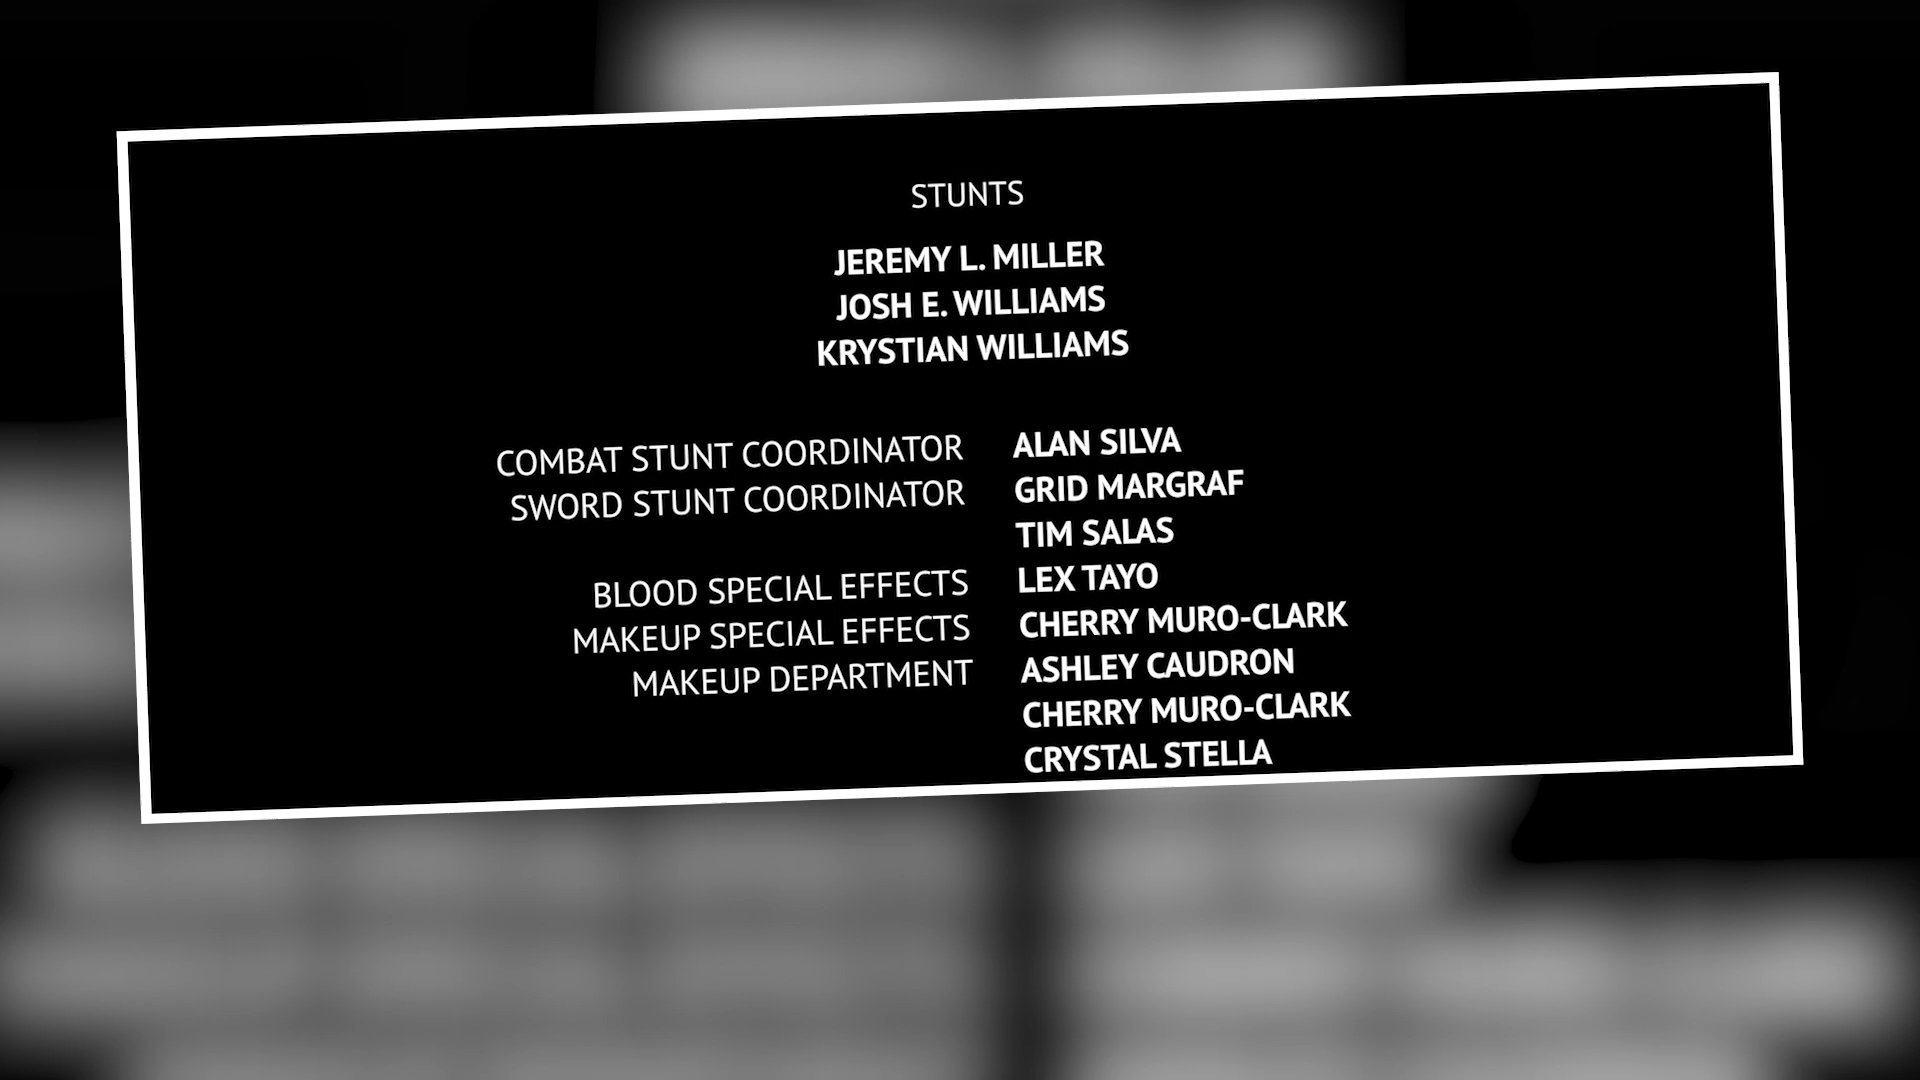 STUNTS
JEREMY L. MILLER
JOSH E. WILLIAMS
KRYSTIAN WILLIAMS
COMBAT STUNT COORDINATOR ALAN SILVA
SWORD STUNT COORDINATOR GRID MARGRAF
TIM SALAS
BLOOD SPECIAL EFFECTS LEX TAYO
MAKEUP SPECIAL EFFECTS CHERRY MURO-CLARK
MAKEUP DEPARTMENT ASHLEY CAUDRON
CHERRY MURO-CLARK
CRYSTAL STELLA